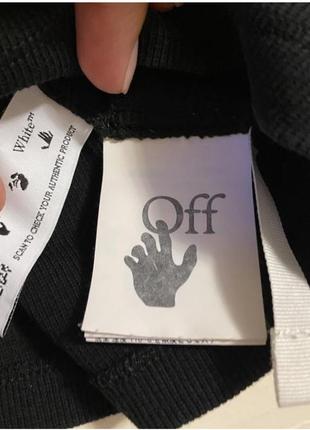 White™
SCAN TO CHECK YOUR AUTHENTIC PRODUCT
Off